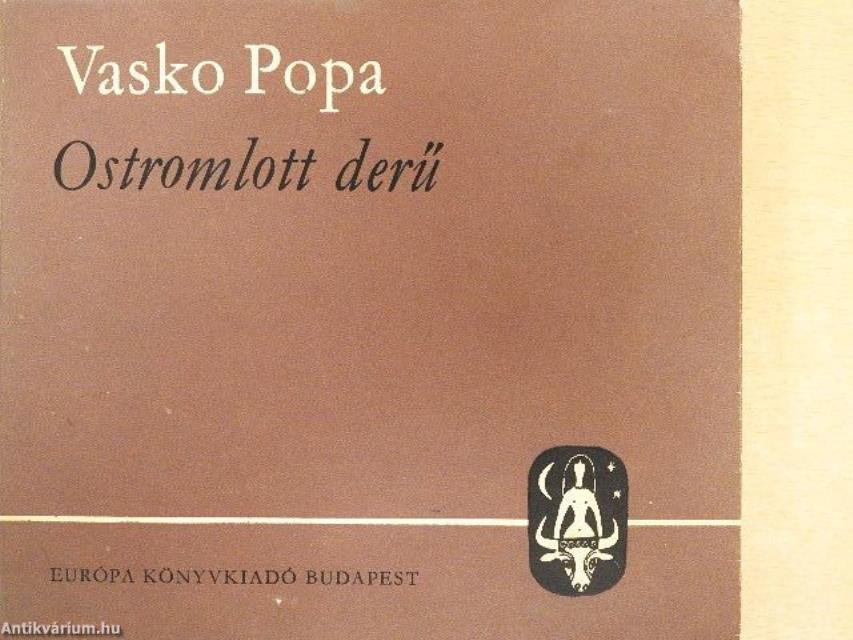 Vasko Popa
Ostromlott derű
EURÓPA KÖNYVKIADÓ BUDAPEST
Antikvárium.hu